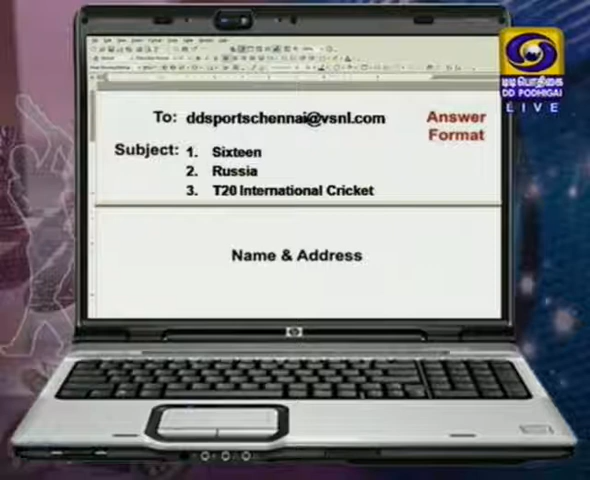 டிடி பொதிகை
DD PODHIGAI
LIVE
To: ddsportschennai@vsnl.com
Answer
Format
Subject: 1. Sixteen
2. Russia
3. T20 International Cricket
Name & Address
hp